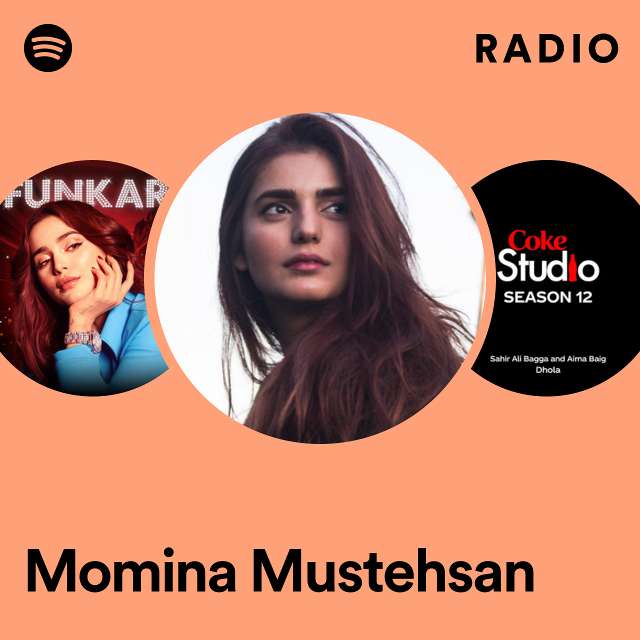 RADIO
FUNKAR
Coke
Studio
SEASON 12
Sahir Ali Bagga and Aima Baig
Dhola
Momina Mustehsan